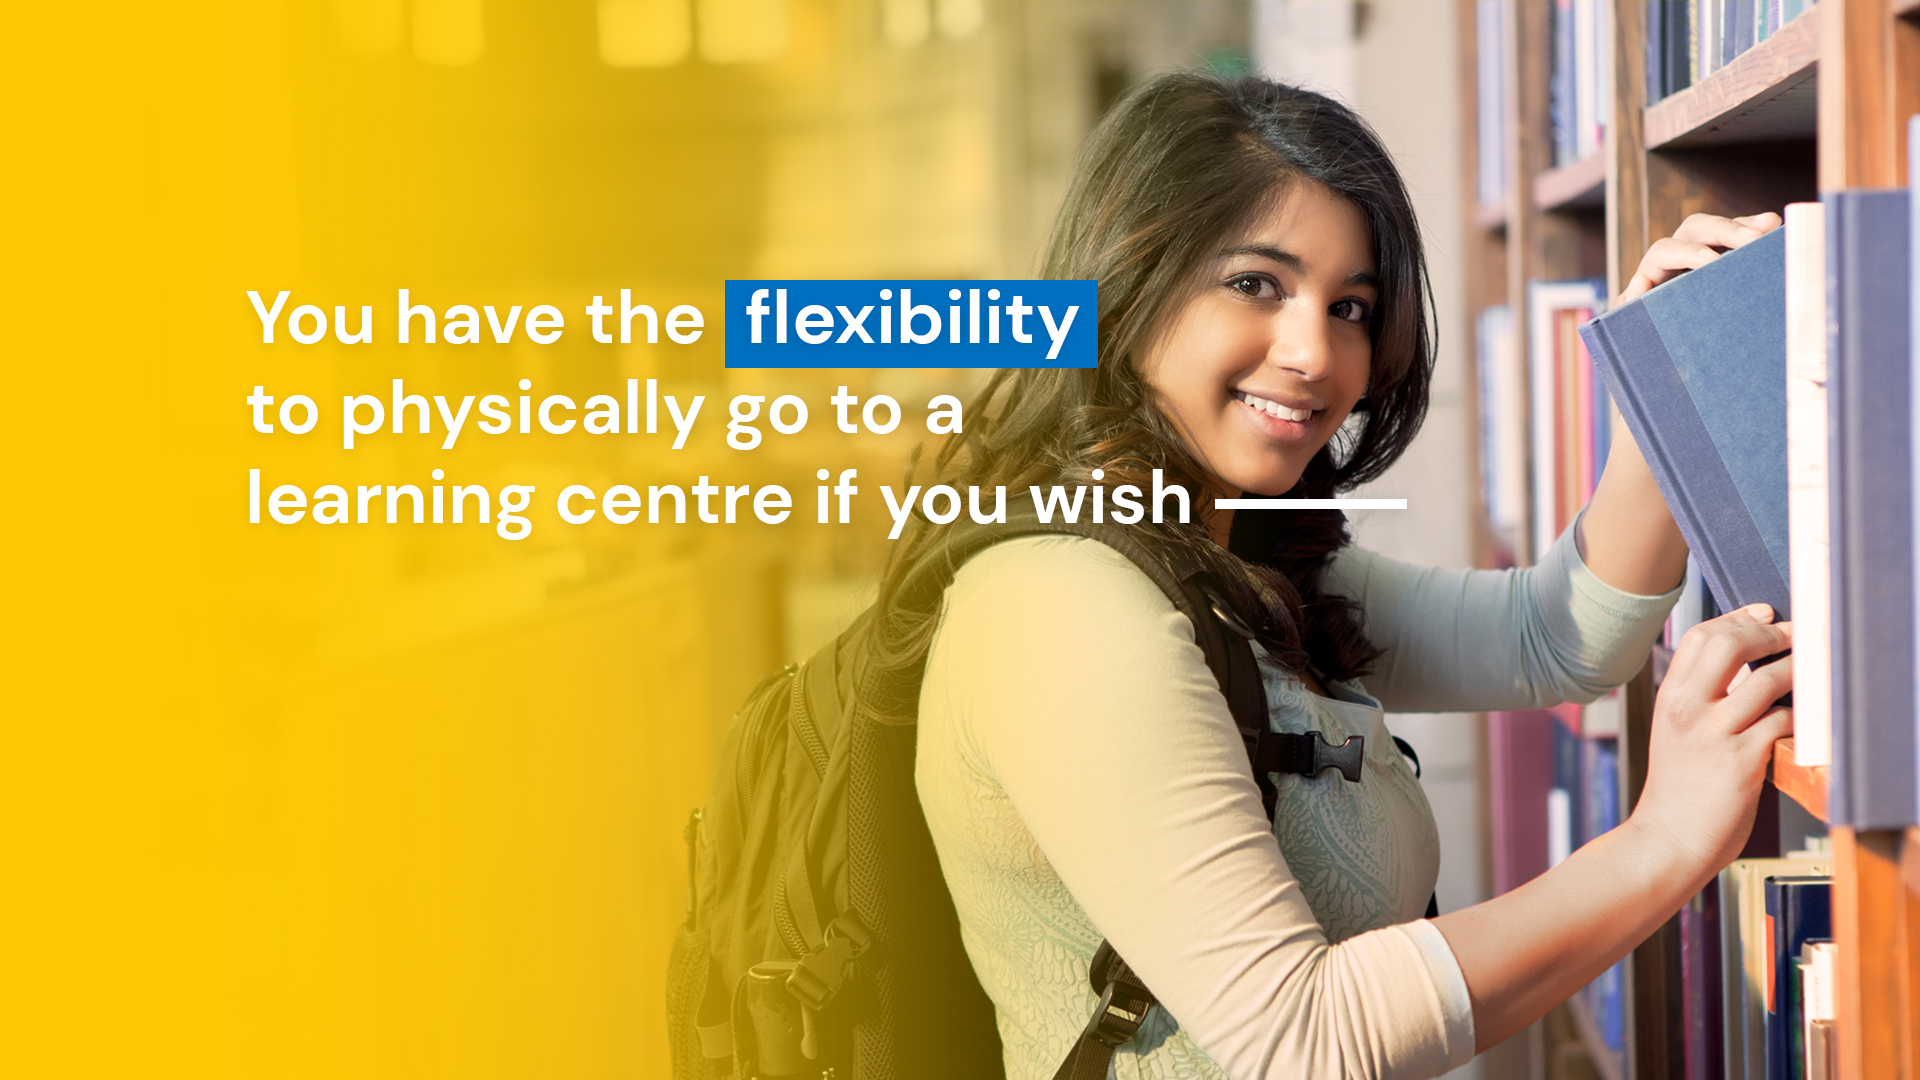 You have the flexibility
to physically go to a
learning centre if you wish